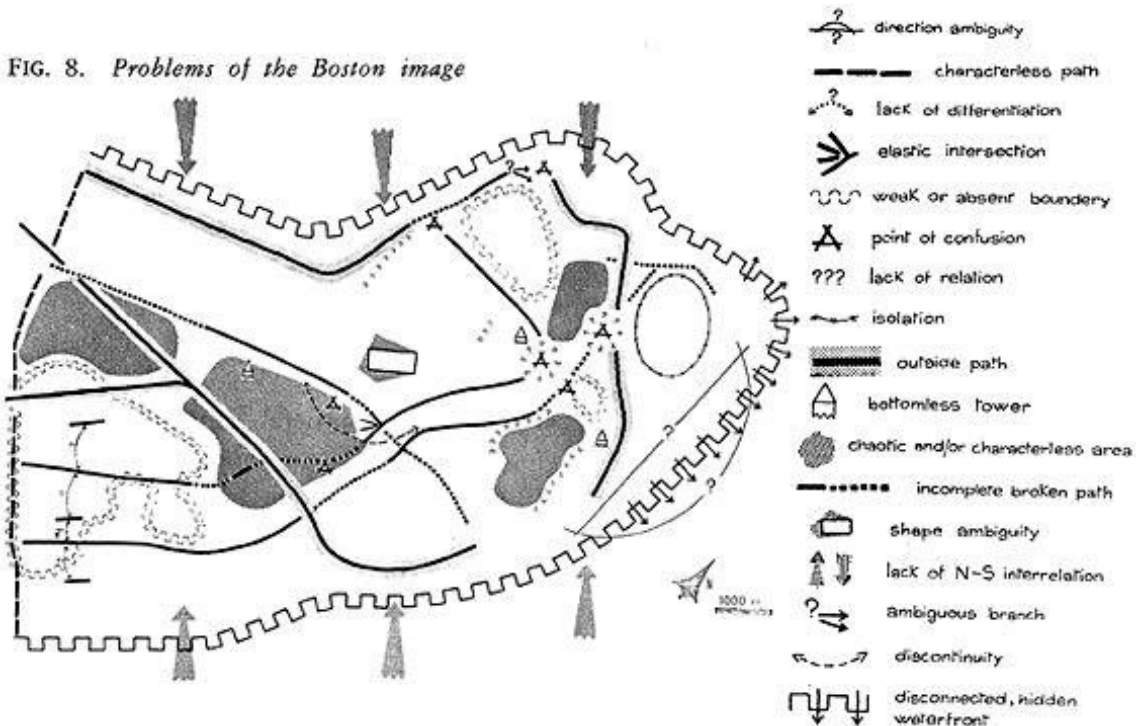 FIG. 8. Problems of the Boston image
?
?
direction ambiguity
characterless path
?
lack of differentiation
elastic intersection
weak or absent boundery
point of confusion
??? lack of relation
isolation
outside path
bottomless tower
chaotic and/or characterless area
incomplete broken path
shape ambiguity
lack of N-S interrelation
?
ambiguous branch
discontinuity
disconnected, hidden
waterfront
?
?
?
1000